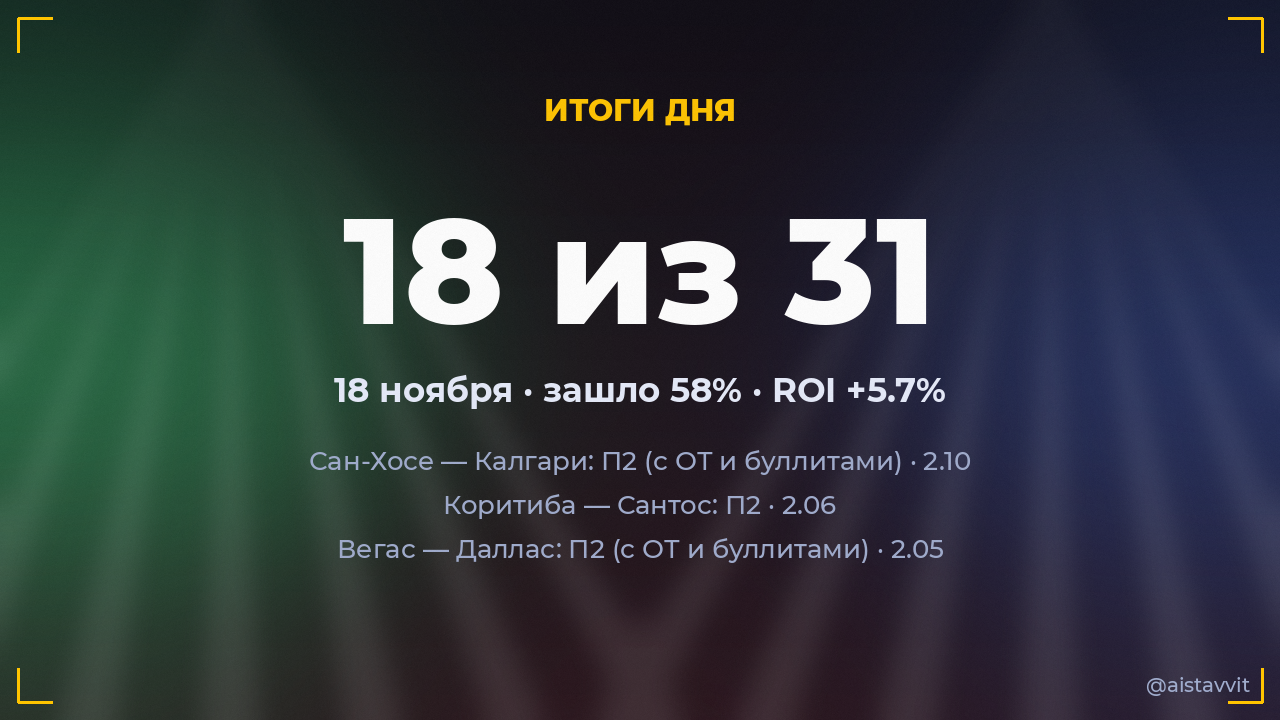 ИТОГИ ДНЯ
18 из 31
18 ноября · зашло 58% · ROI +5.7%
Сан-Хосе — Калгари: П2 (с ОТ и буллитами) · 2.10
Коритиба — Сантос: П2 · 2.06
Вегас — Даллас: П2 (с ОТ и буллитами) · 2.05
@aistavvit